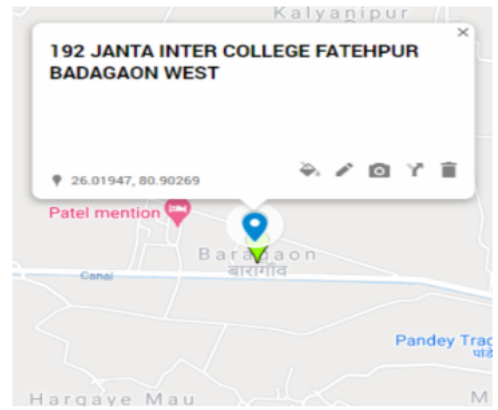 Kalyanipur
192 JANTA INTER COLLEGE FATEHPUR
BADAGAON WEST
26.01947, 80.90269
Patel mention
Baragaon
Canal
Pandey Trad
Hargaye Mau
M